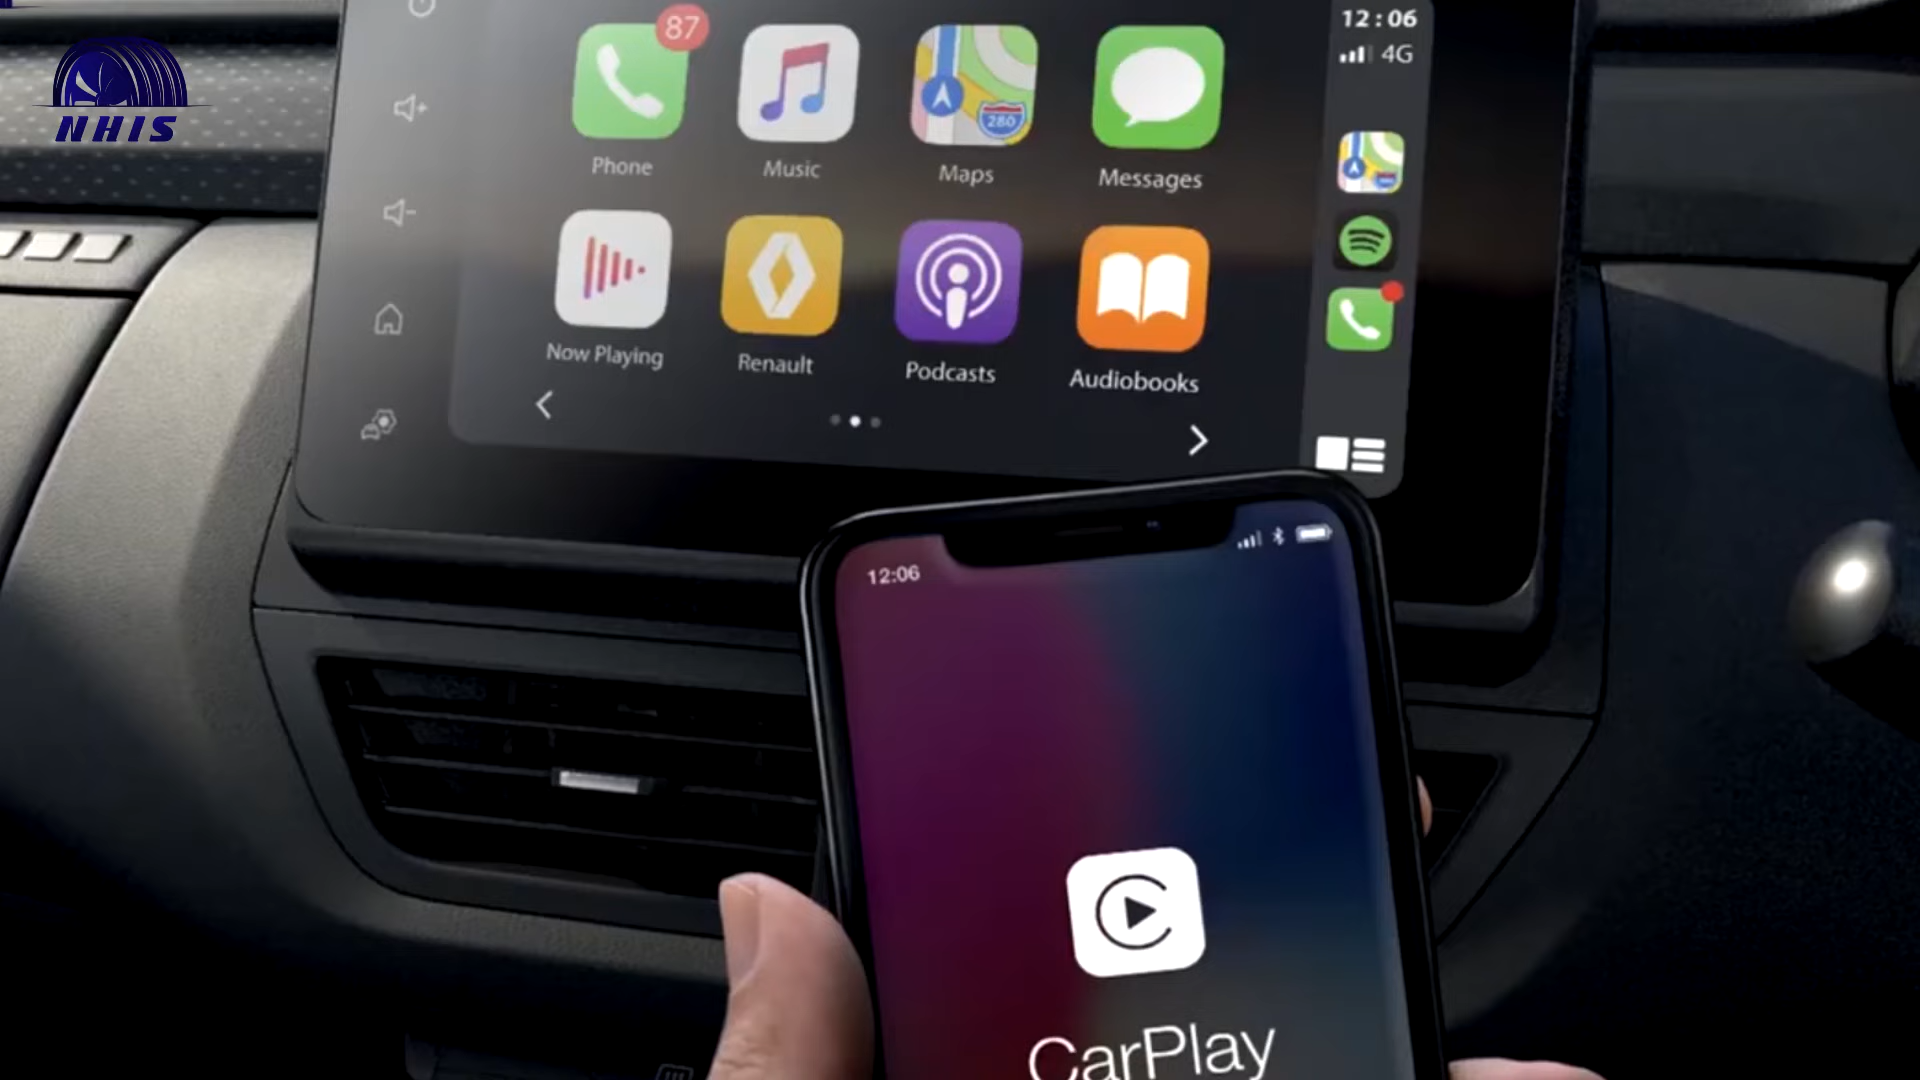 NHIS
87
12:06
4G
280
Phone
Music
Maps
Messages
Now Playing
Renault
Podcasts
Audiobooks
12:06
CarPlay